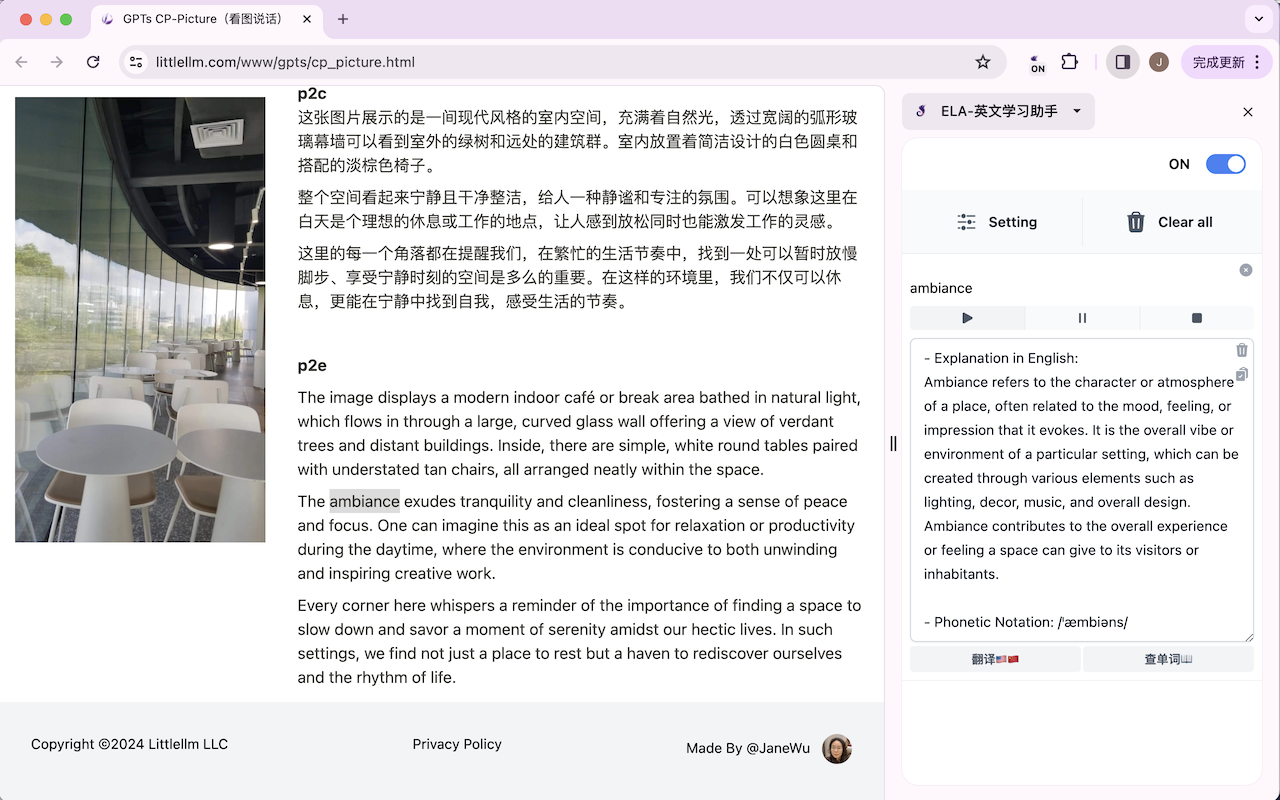 GPTs CP-Picture（看图说话）
littlellm.com/www/gpts/cp_picture.html
ON
J
完成更新
p2c
这张图片展示的是一间现代风格的室内空间，充满着自然光，透过宽阔的弧形玻
璃幕墙可以看到室外的绿树和远处的建筑群。室内放置着简洁设计的白色圆桌和
搭配的淡棕色椅子。
整个空间看起来宁静且干净整洁，给人一种静谧和专注的氛围。可以想象这里在
白天是个理想的休息或工作的地点，让人感到放松同时也能激发工作的灵感。
这里的每一个角落都在提醒我们，在繁忙的生活节奏中，找到一处可以暂时放慢
脚步、享受宁静时刻的空间是多么的重要。在这样的环境里，我们不仅可以休
息，更能在宁静中找到自我，感受生活的节奏。
p2e
The image displays a modern indoor café or break area bathed in natural light,
which flows in through a large, curved glass wall offering a view of verdant
trees and distant buildings. Inside, there are simple, white round tables paired
with understated tan chairs, all arranged neatly within the space.
The ambiance exudes tranquility and cleanliness, fostering a sense of peace
and focus. One can imagine this as an ideal spot for relaxation or productivity
during the daytime, where the environment is conducive to both unwinding
and inspiring creative work.
Every corner here whispers a reminder of the importance of finding a space to
slow down and savor a moment of serenity amidst our hectic lives. In such
settings, we find not just a place to rest but a haven to rediscover ourselves
and the rhythm of life.
Copyright ©2024 Littlellm LLC
Privacy Policy
Made By @JaneWu
ELA-英文学习助手
ON
Setting
Clear all
ambiance
- Explanation in English:
Ambiance refers to the character or atmosphere
of a place, often related to the mood, feeling, or
impression that it evokes. It is the overall vibe or
environment of a particular setting, which can be
created through various elements such as
lighting, decor, music, and overall design.
Ambiance contributes to the overall experience
or feeling a space can give to its visitors or
inhabitants.
- Phonetic Notation: /ˈæmbiəns/
翻译🇺🇸🇨🇳
查单词📖